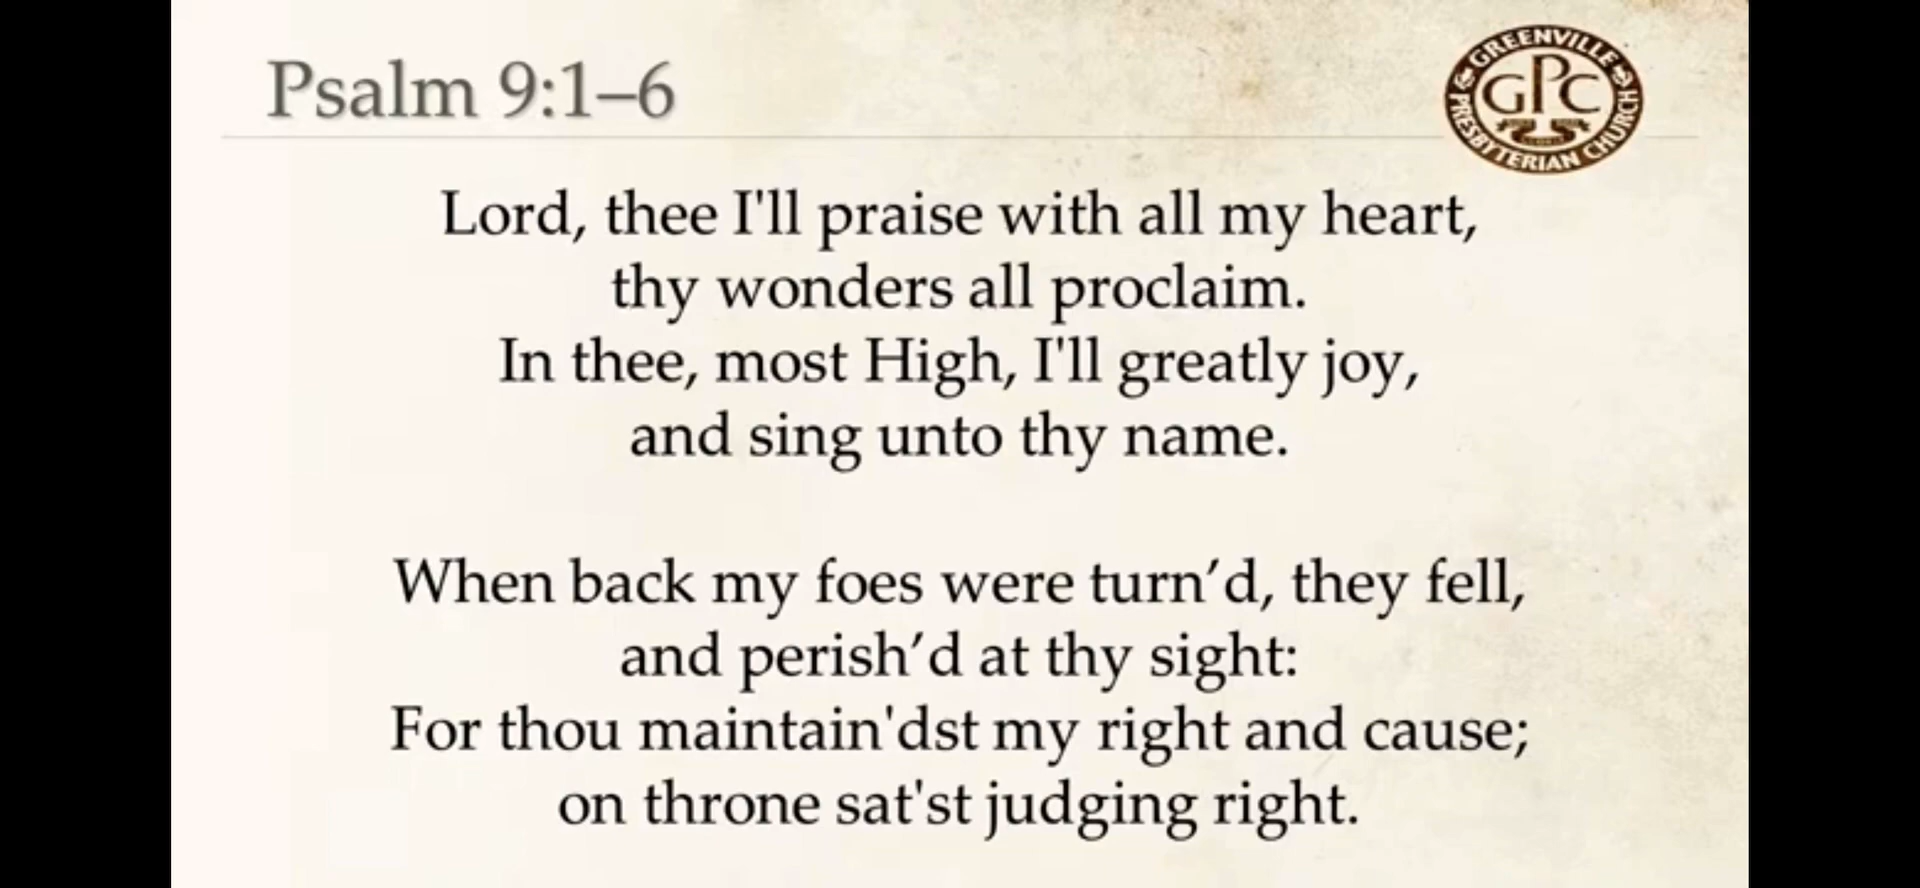 Psalm 9:1–6
GREENVILLE
GPC
PRESBYTERIAN CHURCH
Lord, thee I'll praise with all my heart,
thy wonders all proclaim.
In thee, most High, I'll greatly joy,
and sing unto thy name.
When back my foes were turn’d, they fell,
and perish’d at thy sight:
For thou maintain'dst my right and cause;
on throne sat'st judging right.